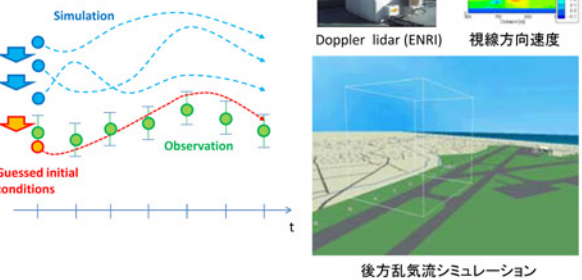 Simulation
Observation
Guessed initial
conditions
t
Doppler lidar (ENRI)
視線方向速度
後方乱気流シミュレーション